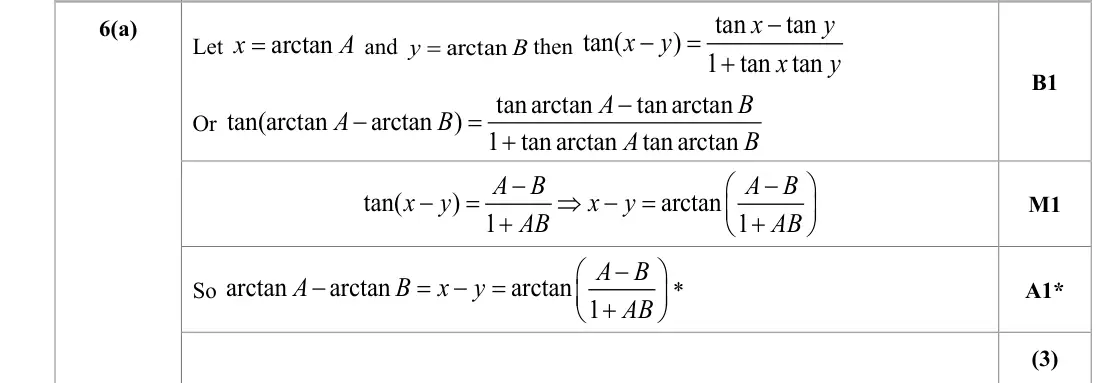 6(a)
Let x = arctan A and y = arctan B then tan(x − y) = (tan x − tan y)/(1 + tan x tan y)
Or tan(arctan A − arctan B) = (tan arctan A − tan arctan B)/(1 + tan arctan A tan arctan B)
B1
tan(x − y) = (A − B)/(1 + AB) ⇒ x − y = arctan((A − B)/(1 + AB))
M1
So arctan A − arctan B = x − y = arctan((A − B)/(1 + AB)) *
A1*
(3)